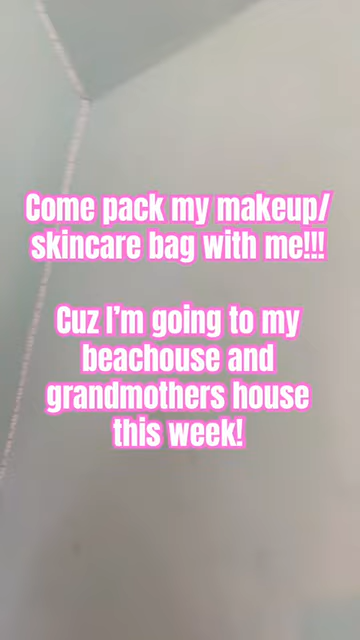 Come pack my makeup/
skincare bag with me!!!
Cuz I'm going to my
beachouse and
grandmothers house
this week!